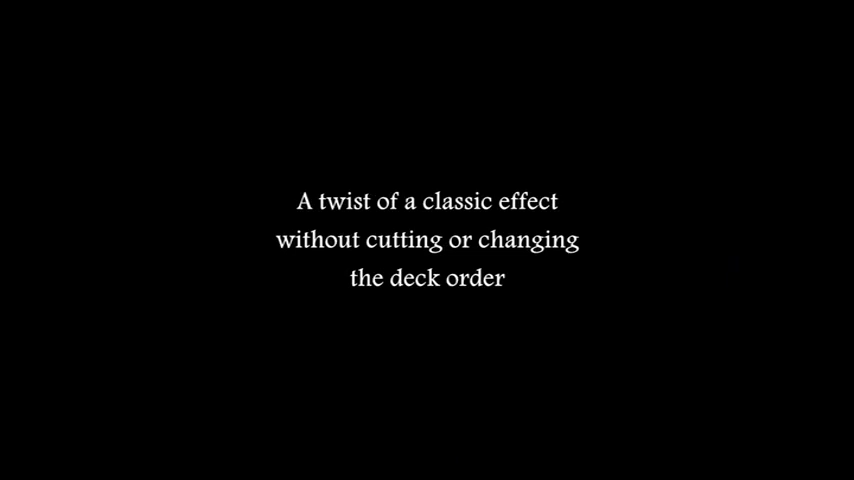 A twist of a classic effect
without cutting or changing
the deck order